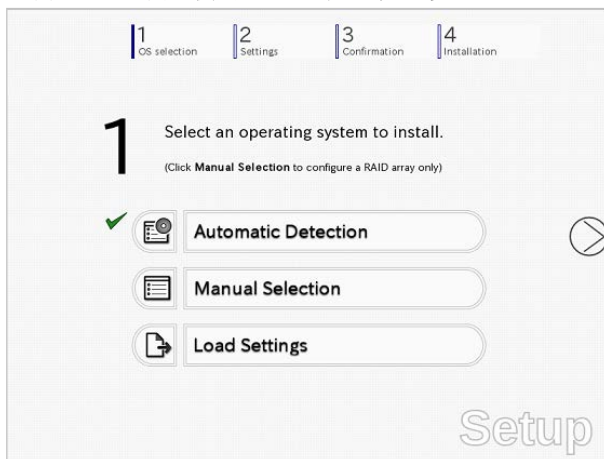 1
OS selection
2
Settings
3
Confirmation
4
Installation
1
Select an operating system to install.
(Click Manual Selection to configure a RAID array only)
Automatic Detection
Manual Selection
Load Settings
Setup